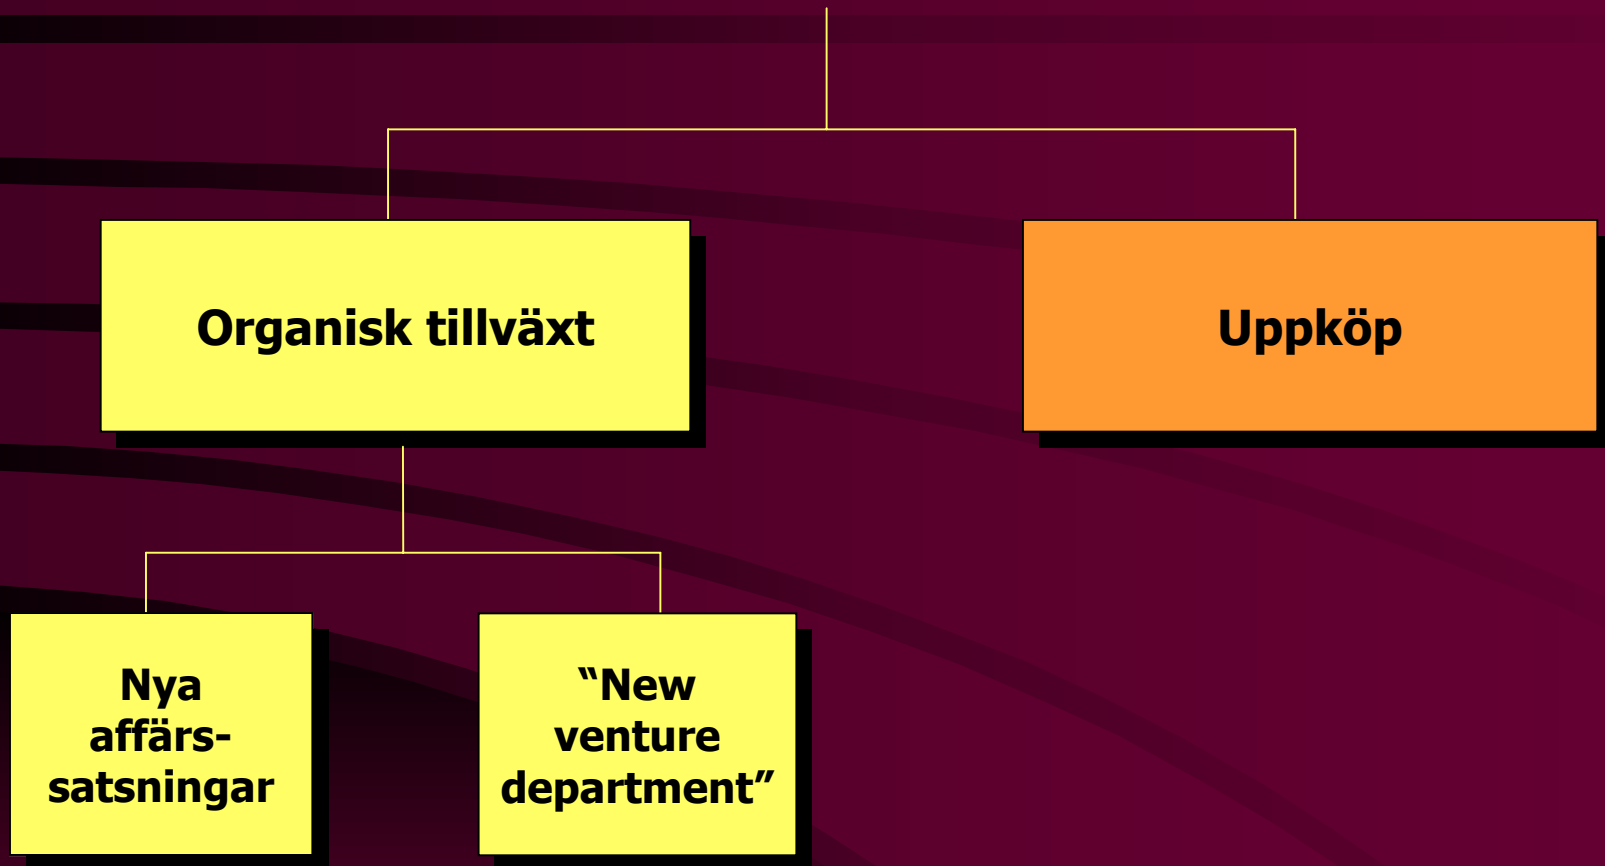 Organisk tillväxt
Uppköp
Nya
affärs-
satsningar
“New
venture
department”